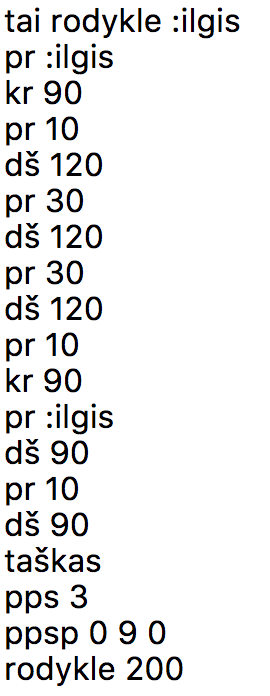 tai rodykle :ilgis
pr :ilgis
kr 90
pr 10
dš 120
pr 30
dš 120
pr 30
dš 120
pr 10
kr 90
pr :ilgis
dš 90
pr 10
dš 90
taškas
pps 3
ppsp 0 9 0
rodykle 200